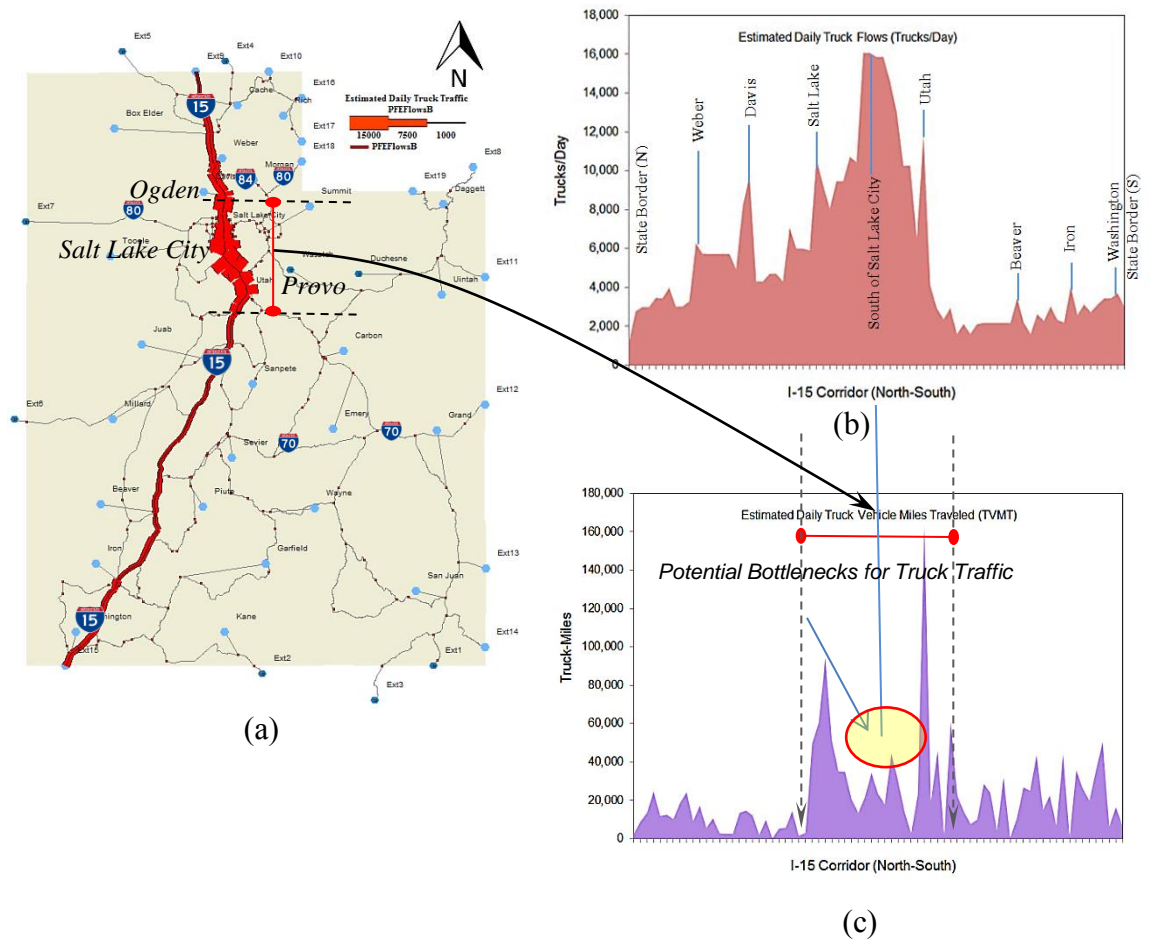 Ext5
Ext9
Ext4
Ext10
Cache
Rich
Ext16
15
Box Elder
Ext17
Ext18
Weber
Morgan
84
80
Estimated Daily Truck Traffic
PFEFlowsB
15000 7500 1000
PFEFlowsB
N
Ext8
Ext19
Daggett
Ogden
Summit
Ext7
80
Salt Lake City
Salt Lake City
Tooele
Wasatch
Duchesne
Ext11
Uintah
Utah
Provo
Juab
Carbon
15
Sanpete
Ext12
Ext6
Millard
Emery
Grand
70
70
Sevier
Beaver
Piute
Wayne
Iron
Garfield
Ext13
San Juan
15
hington
Kane
Ext14
Ext15
Ext2
Ext1
Ext3
(a)
18,000
16,000
14,000
12,000
10,000
8,000
6,000
4,000
2,000
0
Trucks/Day
Estimated Daily Truck Flows (Trucks/Day)
State Border (N)
Weber
Davis
Salt Lake
South of Salt Lake City
Utah
Beaver
Iron
Washington
State Border (S)
I-15 Corridor (North-South)
(b)
180,000
160,000
140,000
120,000
100,000
80,000
60,000
40,000
20,000
0
Truck-Miles
Estimated Daily Truck Vehicle Miles Traveled (TVMT)
Potential Bottlenecks for Truck Traffic
I-15 Corridor (North-South)
(c)